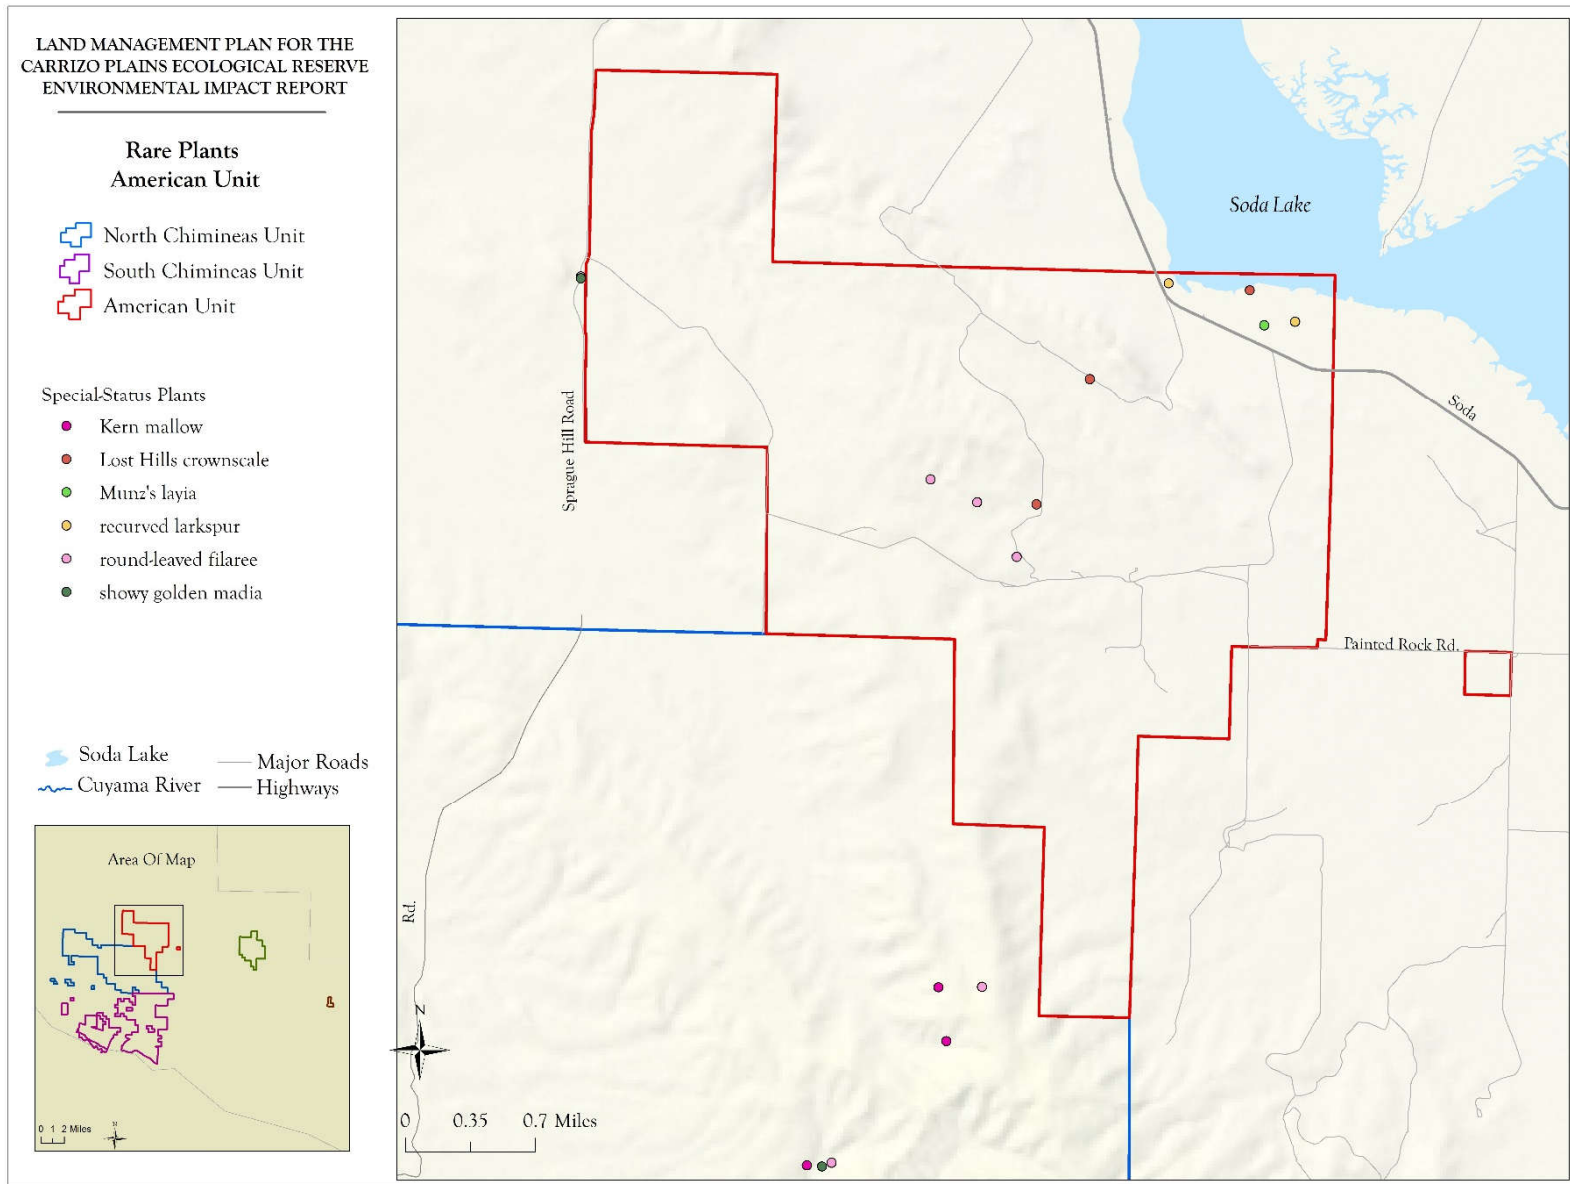 LAND MANAGEMENT PLAN FOR THE
CARRIZO PLAINS ECOLOGICAL RESERVE
ENVIRONMENTAL IMPACT REPORT
Rare Plants
American Unit
North Chimineas Unit
South Chimineas Unit
American Unit
Special-Status Plants
Kern mallow
Lost Hills crownscale
Munz's layia
recurved larkspur
round-leaved filaree
showy golden madia
Soda Lake
Major Roads
Cuyama River
Highways
Area Of Map
0 1 2 Miles
N
Soda Lake
Sprague Hill Road
Soda
Painted Rock Rd.
Rd.
N
0 0.35 0.7 Miles